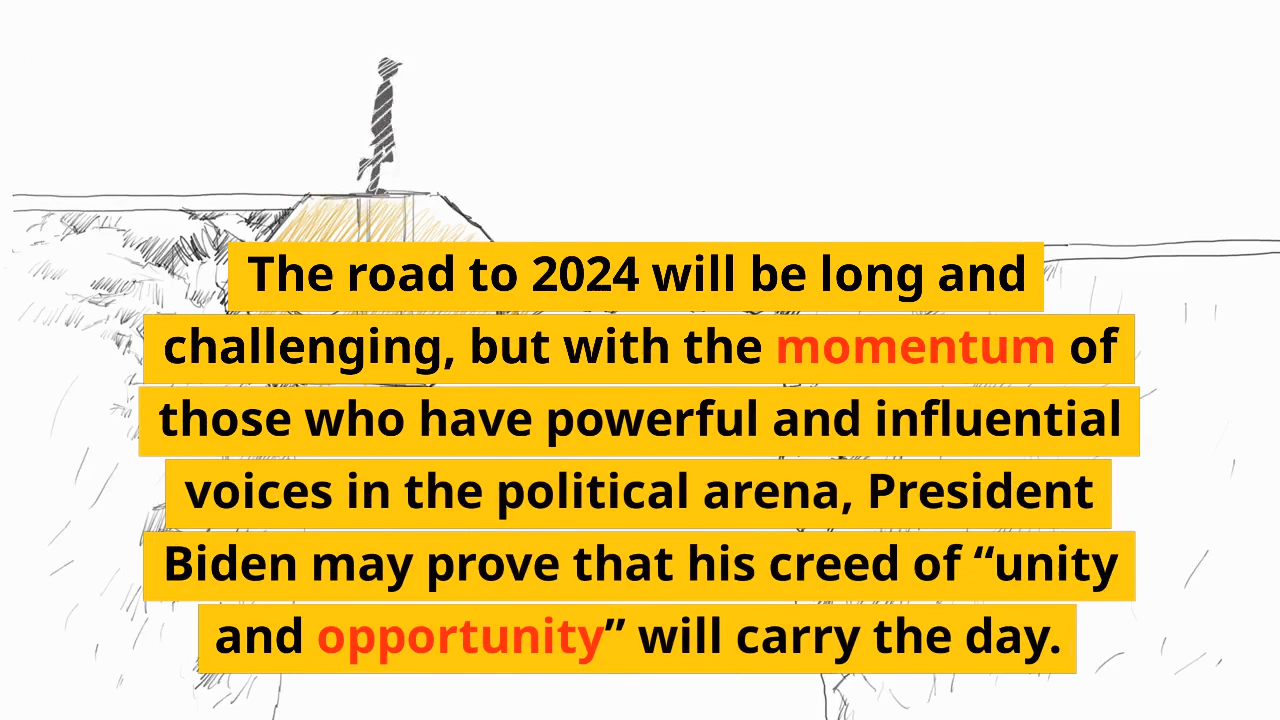 The road to 2024 will be long and
challenging, but with the momentum of
those who have powerful and influential
voices in the political arena, President
Biden may prove that his creed of “unity
and opportunity” will carry the day.